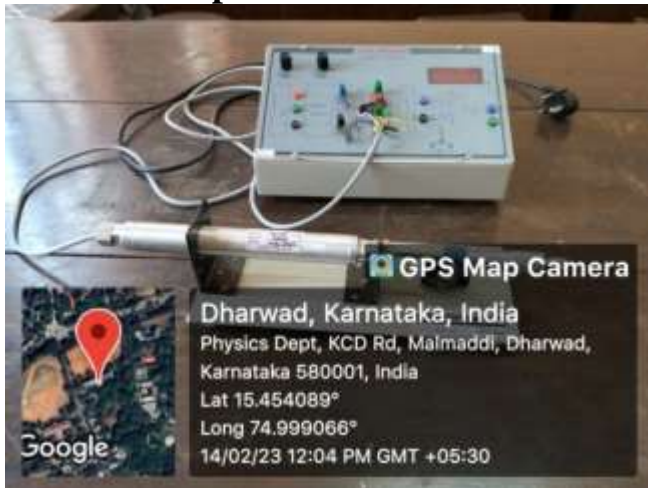 GPS Map Camera
Dharwad, Karnataka, India
Physics Dept, KCD Rd, Malmaddi, Dharwad,
Karnataka 580001, India
Lat 15.454089°
Long 74.999066°
14/02/23 12:04 PM GMT +05:30
Google